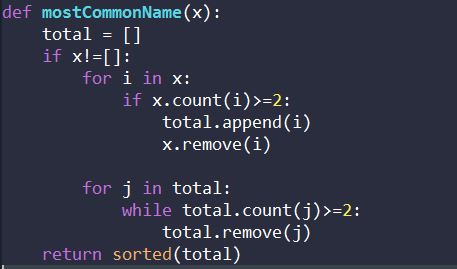 def mostCommonName(x):
    total = []
    if x!=[]:
        for i in x:
            if x.count(i)>=2:
                total.append(i)
                x.remove(i)

        for j in total:
            while total.count(j)>=2:
                total.remove(j)
    return sorted(total)